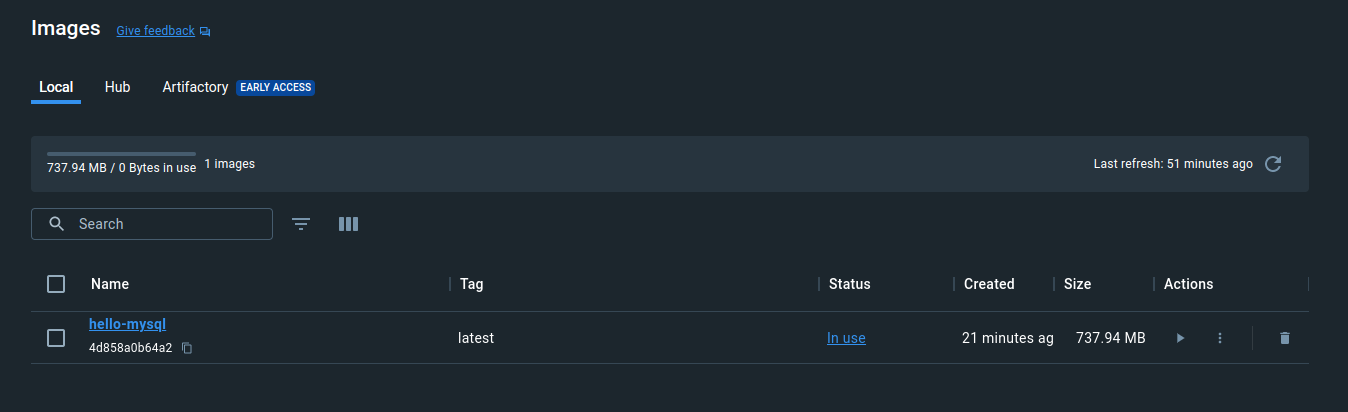 Images Give feedback
Local Hub Artifactory EARLY ACCESS
737.94 MB / 0 Bytes in use 1 images Last refresh: 51 minutes ago
Search
Name Tag Status Created Size Actions
hello-mysql
4d858a0b64a2 latest In use 21 minutes ag 737.94 MB